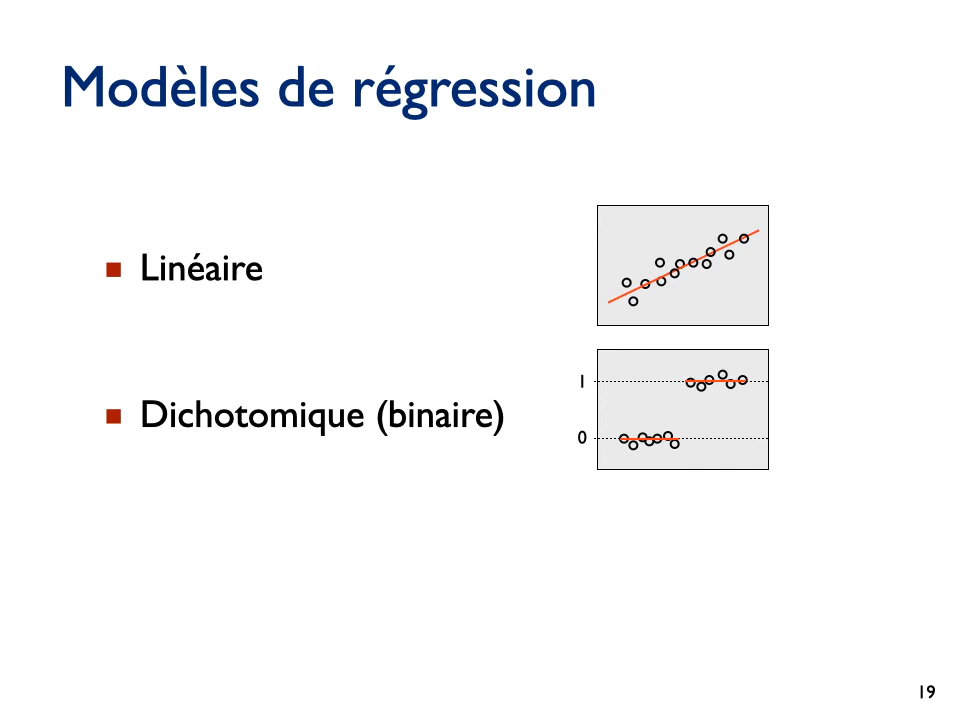 Modèles de régression
Linéaire
Dichotomique (binaire)
1
0
19